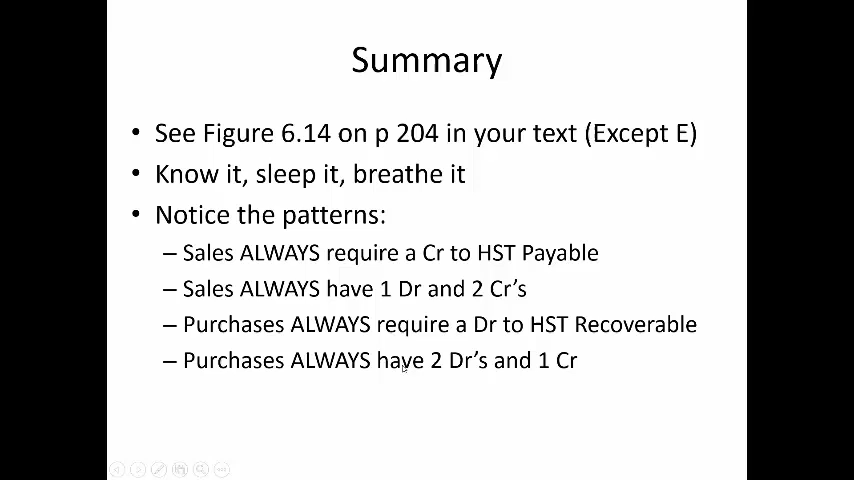 Summary
• See Figure 6.14 on p 204 in your text (Except E)
• Know it, sleep it, breathe it
• Notice the patterns:
– Sales ALWAYS require a Cr to HST Payable
– Sales ALWAYS have 1 Dr and 2 Cr’s
– Purchases ALWAYS require a Dr to HST Recoverable
– Purchases ALWAYS have 2 Dr’s and 1 Cr